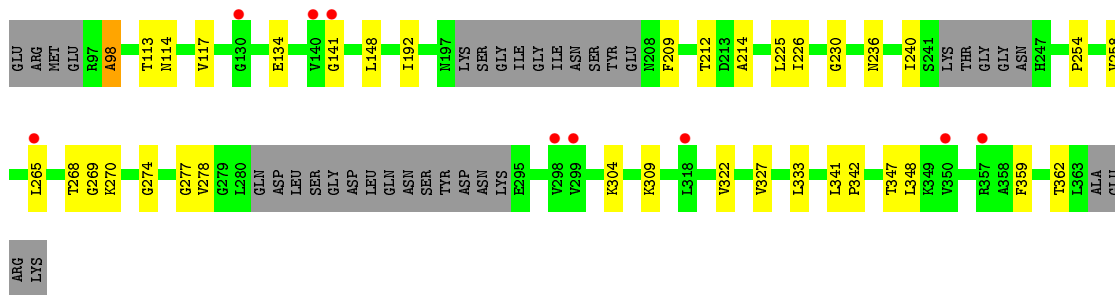 GLU ARG MET GLU R97 A98 T113 N114 V117 G130 E134 V140 G141 L148 I192 N197 LYS SER GLY ILE GLY ILE ASN SER TYR GLU N208 F209 T212 D213 A214 L225 I226 G230 N236 I240 S241 LYS THR GLY GLY ASN H247 P254 V258
L265 T268 G269 K270 G274 G277 V278 G279 L280 GLN ASP LEU SER GLY ASP LEU GLN ASN SER TYR ASP ASN LYS E295 V298 V299 K304 K309 L318 V322 V327 L333 L341 P342 T347 L348 K349 V350 R357 A358 F359 T362 L363 ALA GLU
ARG LYS